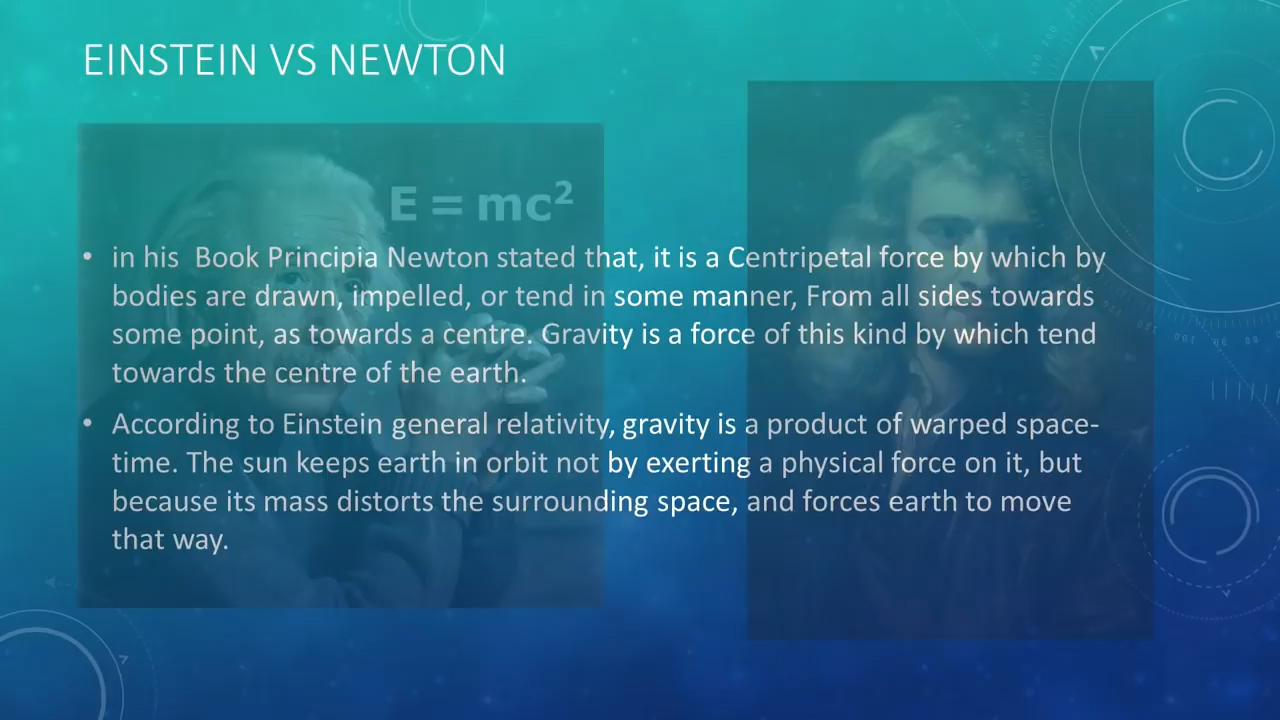 EINSTEIN VS NEWTON
E = mc²
• in his  Book Principia Newton stated that, it is a Centripetal force by which by
bodies are drawn, impelled, or tend in some manner, From all sides towards
some point, as towards a centre. Gravity is a force of this kind by which tend
towards the centre of the earth.
• According to Einstein general relativity, gravity is a product of warped space-
time. The sun keeps earth in orbit not by exerting a physical force on it, but
because its mass distorts the surrounding space, and forces earth to move
that way.